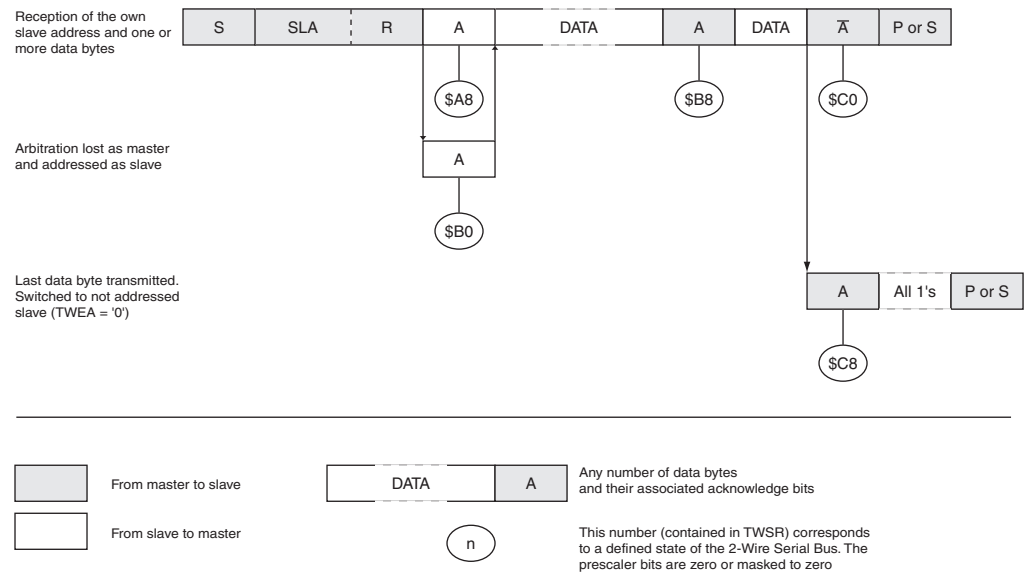 Reception of the own
slave address and one or
more data bytes
S SLA R A DATA A DATA A̅ P or S
$A8 $B8 $C0
Arbitration lost as master
and addressed as slave
A
$B0
Last data byte transmitted.
Switched to not addressed
slave (TWEA = '0')
A All 1's P or S
$C8
From master to slave
DATA A
Any number of data bytes
and their associated acknowledge bits
From slave to master
n
This number (contained in TWSR) corresponds
to a defined state of the 2-Wire Serial Bus. The
prescaler bits are zero or masked to zero